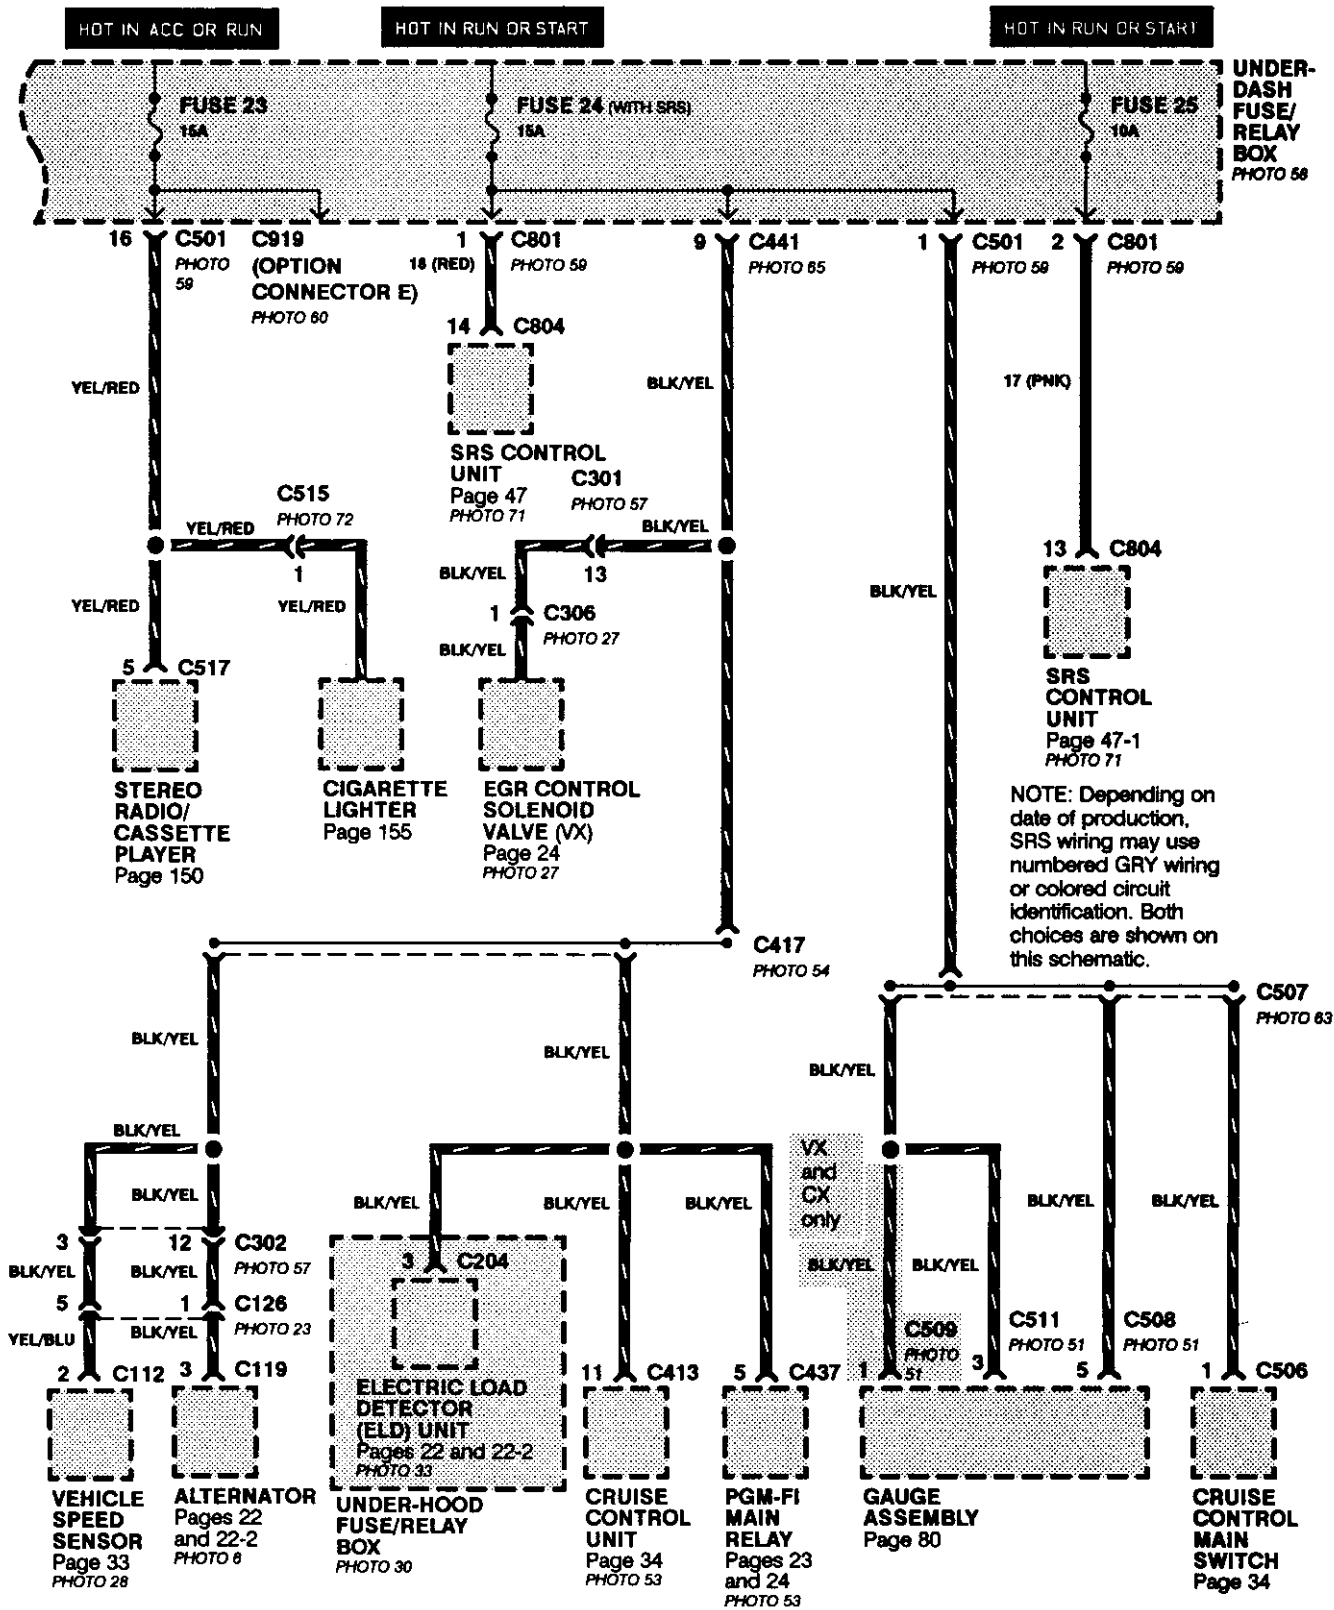 HOT IN ACC OR RUN
HOT IN RUN OR START
HOT IN RUN OR START
FUSE 23
15A
FUSE 24 (WITH SRS)
15A
FUSE 25
10A
UNDER-
DASH
FUSE/
RELAY
BOX
PHOTO 58
16
C501
PHOTO
59
C919
(OPTION
CONNECTOR E)
PHOTO 60
1
C801
18 (RED)
PHOTO 59
9
C441
PHOTO 65
1
C501
PHOTO 59
2
C801
PHOTO 59
14
C804
SRS CONTROL
UNIT
Page 47
PHOTO 71
YEL/RED
BLK/YEL
17 (PNK)
C515
PHOTO 72
YEL/RED
1
YEL/RED
C301
PHOTO 57
BLK/YEL
13
BLK/YEL
1
C306
PHOTO 27
BLK/YEL
YEL/RED
5
C517
BLK/YEL
13
C804
SRS
CONTROL
UNIT
Page 47-1
PHOTO 71
STEREO
RADIO/
CASSETTE
PLAYER
Page 150
CIGARETTE
LIGHTER
Page 155
EGR CONTROL
SOLENOID
VALVE (VX)
Page 24
PHOTO 27
NOTE: Depending on
date of production,
SRS wiring may use
numbered GRY wiring
or colored circuit
identification. Both
choices are shown on
this schematic.
C417
PHOTO 54
C507
PHOTO 63
BLK/YEL
BLK/YEL
BLK/YEL
BLK/YEL
BLK/YEL
BLK/YEL
BLK/YEL
BLK/YEL
VX
and
CX
only
BLK/YEL
BLK/YEL
3
12
C302
PHOTO 57
BLK/YEL
BLK/YEL
5
1
C126
PHOTO 23
YEL/BLU
BLK/YEL
2
C112
3
C119
3
C204
ELECTRIC LOAD
DETECTOR
(ELD) UNIT
Pages 22 and 22-2
PHOTO 33
BLK/YEL
BLK/YEL
C509
PHOTO
51
1
C511
PHOTO 51
3
C508
PHOTO 51
5
11
C413
5
C437
1
C506
VEHICLE
SPEED
SENSOR
Page 33
PHOTO 28
ALTERNATOR
Pages 22
and 22-2
PHOTO 6
UNDER-HOOD
FUSE/RELAY
BOX
PHOTO 30
CRUISE
CONTROL
UNIT
Page 34
PHOTO 53
PGM-FI
MAIN
RELAY
Pages 23
and 24
PHOTO 53
GAUGE
ASSEMBLY
Page 80
CRUISE
CONTROL
MAIN
SWITCH
Page 34